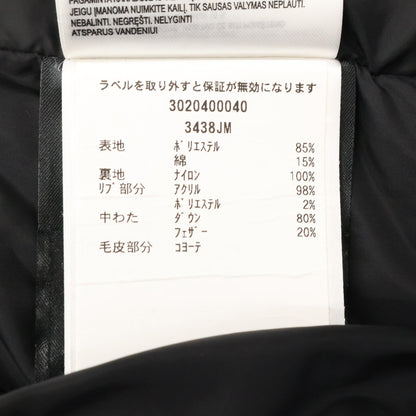 JEIGU ĮMANOMA NUIMKITE KAILĮ, TIK SAUSAS VALYMAS NEPLAUTI.
NEBALINTI. NEGRĘŽTI, NELYGINTI
ATSPARUS VANDENIUI
ラベルを取り外すと保証が無効になります
3020400040
3438JM
表地 ポリエステル 85%
綿 15%
裏地 ナイロン 100%
リブ部分 アクリル 98%
ポリエステル 2%
中わた ダウン 80%
フェザー 20%
毛皮部分 コヨーテ